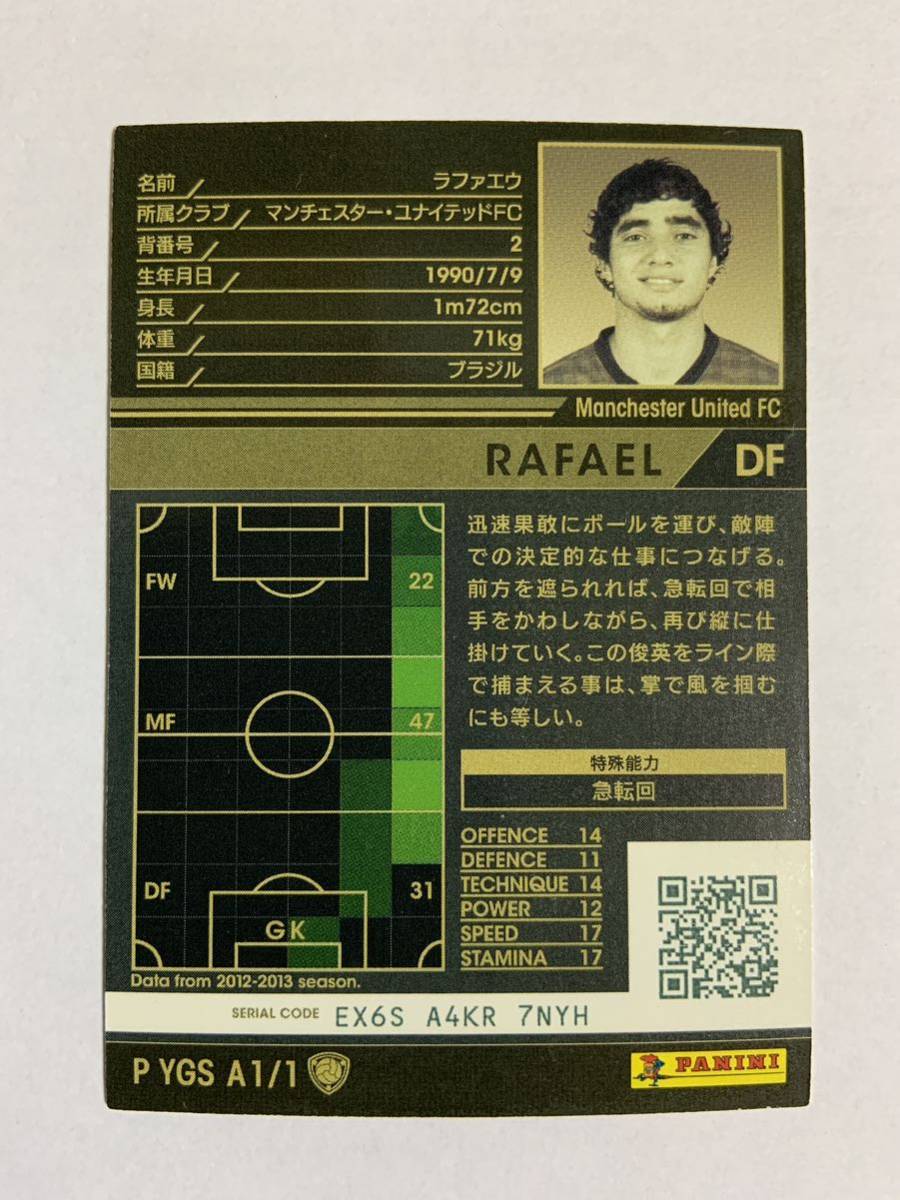 名前 ラファエウ
所属クラブ マンチェスター・ユナイテッドFC
背番号 2
生年月日 1990/7/9
身長 1m72cm
体重 71kg
国籍 ブラジル
Manchester United FC
RAFAEL DF
FW 22
MF 47
DF 31
GK
Data from 2012-2013 season.
迅速果敢にボールを運び、敵陣
での決定的な仕事につなげる。
前方を遮られれば、急転回で相
手をかわしながら、再び縦に仕
掛けていく。この俊英をライン際
で捕まえる事は、掌で風を掴む
にも等しい。
特殊能力
急転回
OFFENCE 14
DEFENCE 11
TECHNIQUE 14
POWER 12
SPEED 17
STAMINA 17
SERIAL CODE EX6S A4KR 7NYH
P YGS A1/1
PANINI